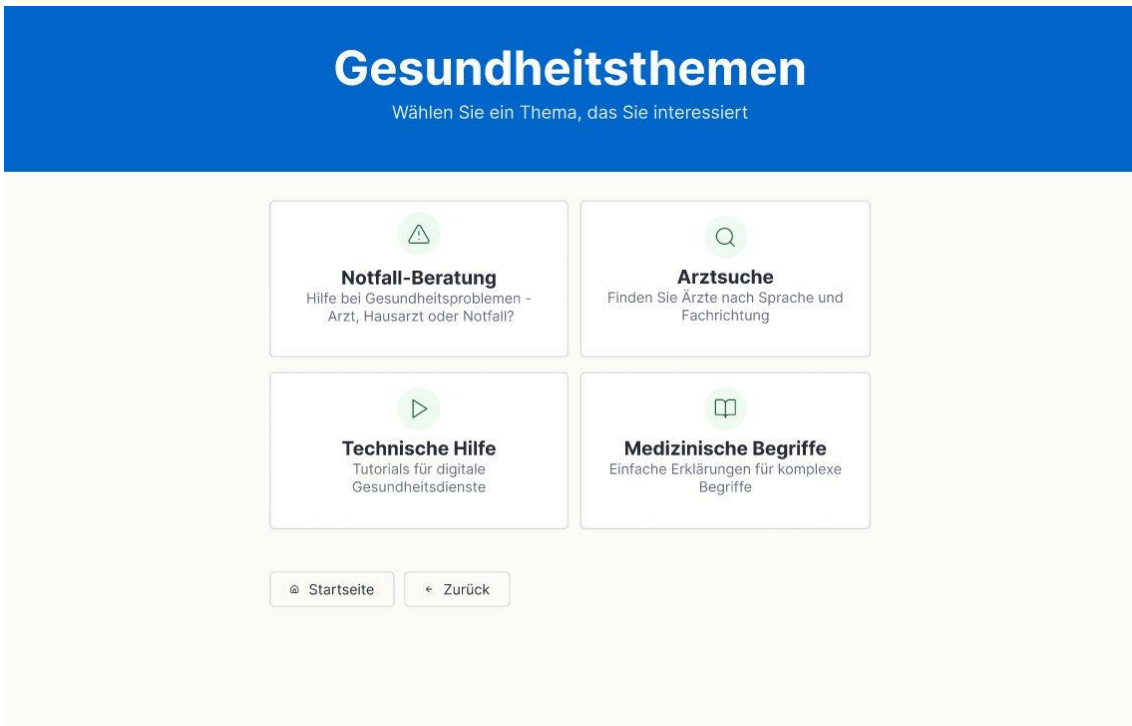 Gesundheitsthemen
Wählen Sie ein Thema, das Sie interessiert
Notfall-Beratung
Hilfe bei Gesundheitsproblemen -
Arzt, Hausarzt oder Notfall?
Arztsuche
Finden Sie Ärzte nach Sprache und
Fachrichtung
Technische Hilfe
Tutorials für digitale
Gesundheitsdienste
Medizinische Begriffe
Einfache Erklärungen für komplexe
Begriffe
Startseite
Zurück